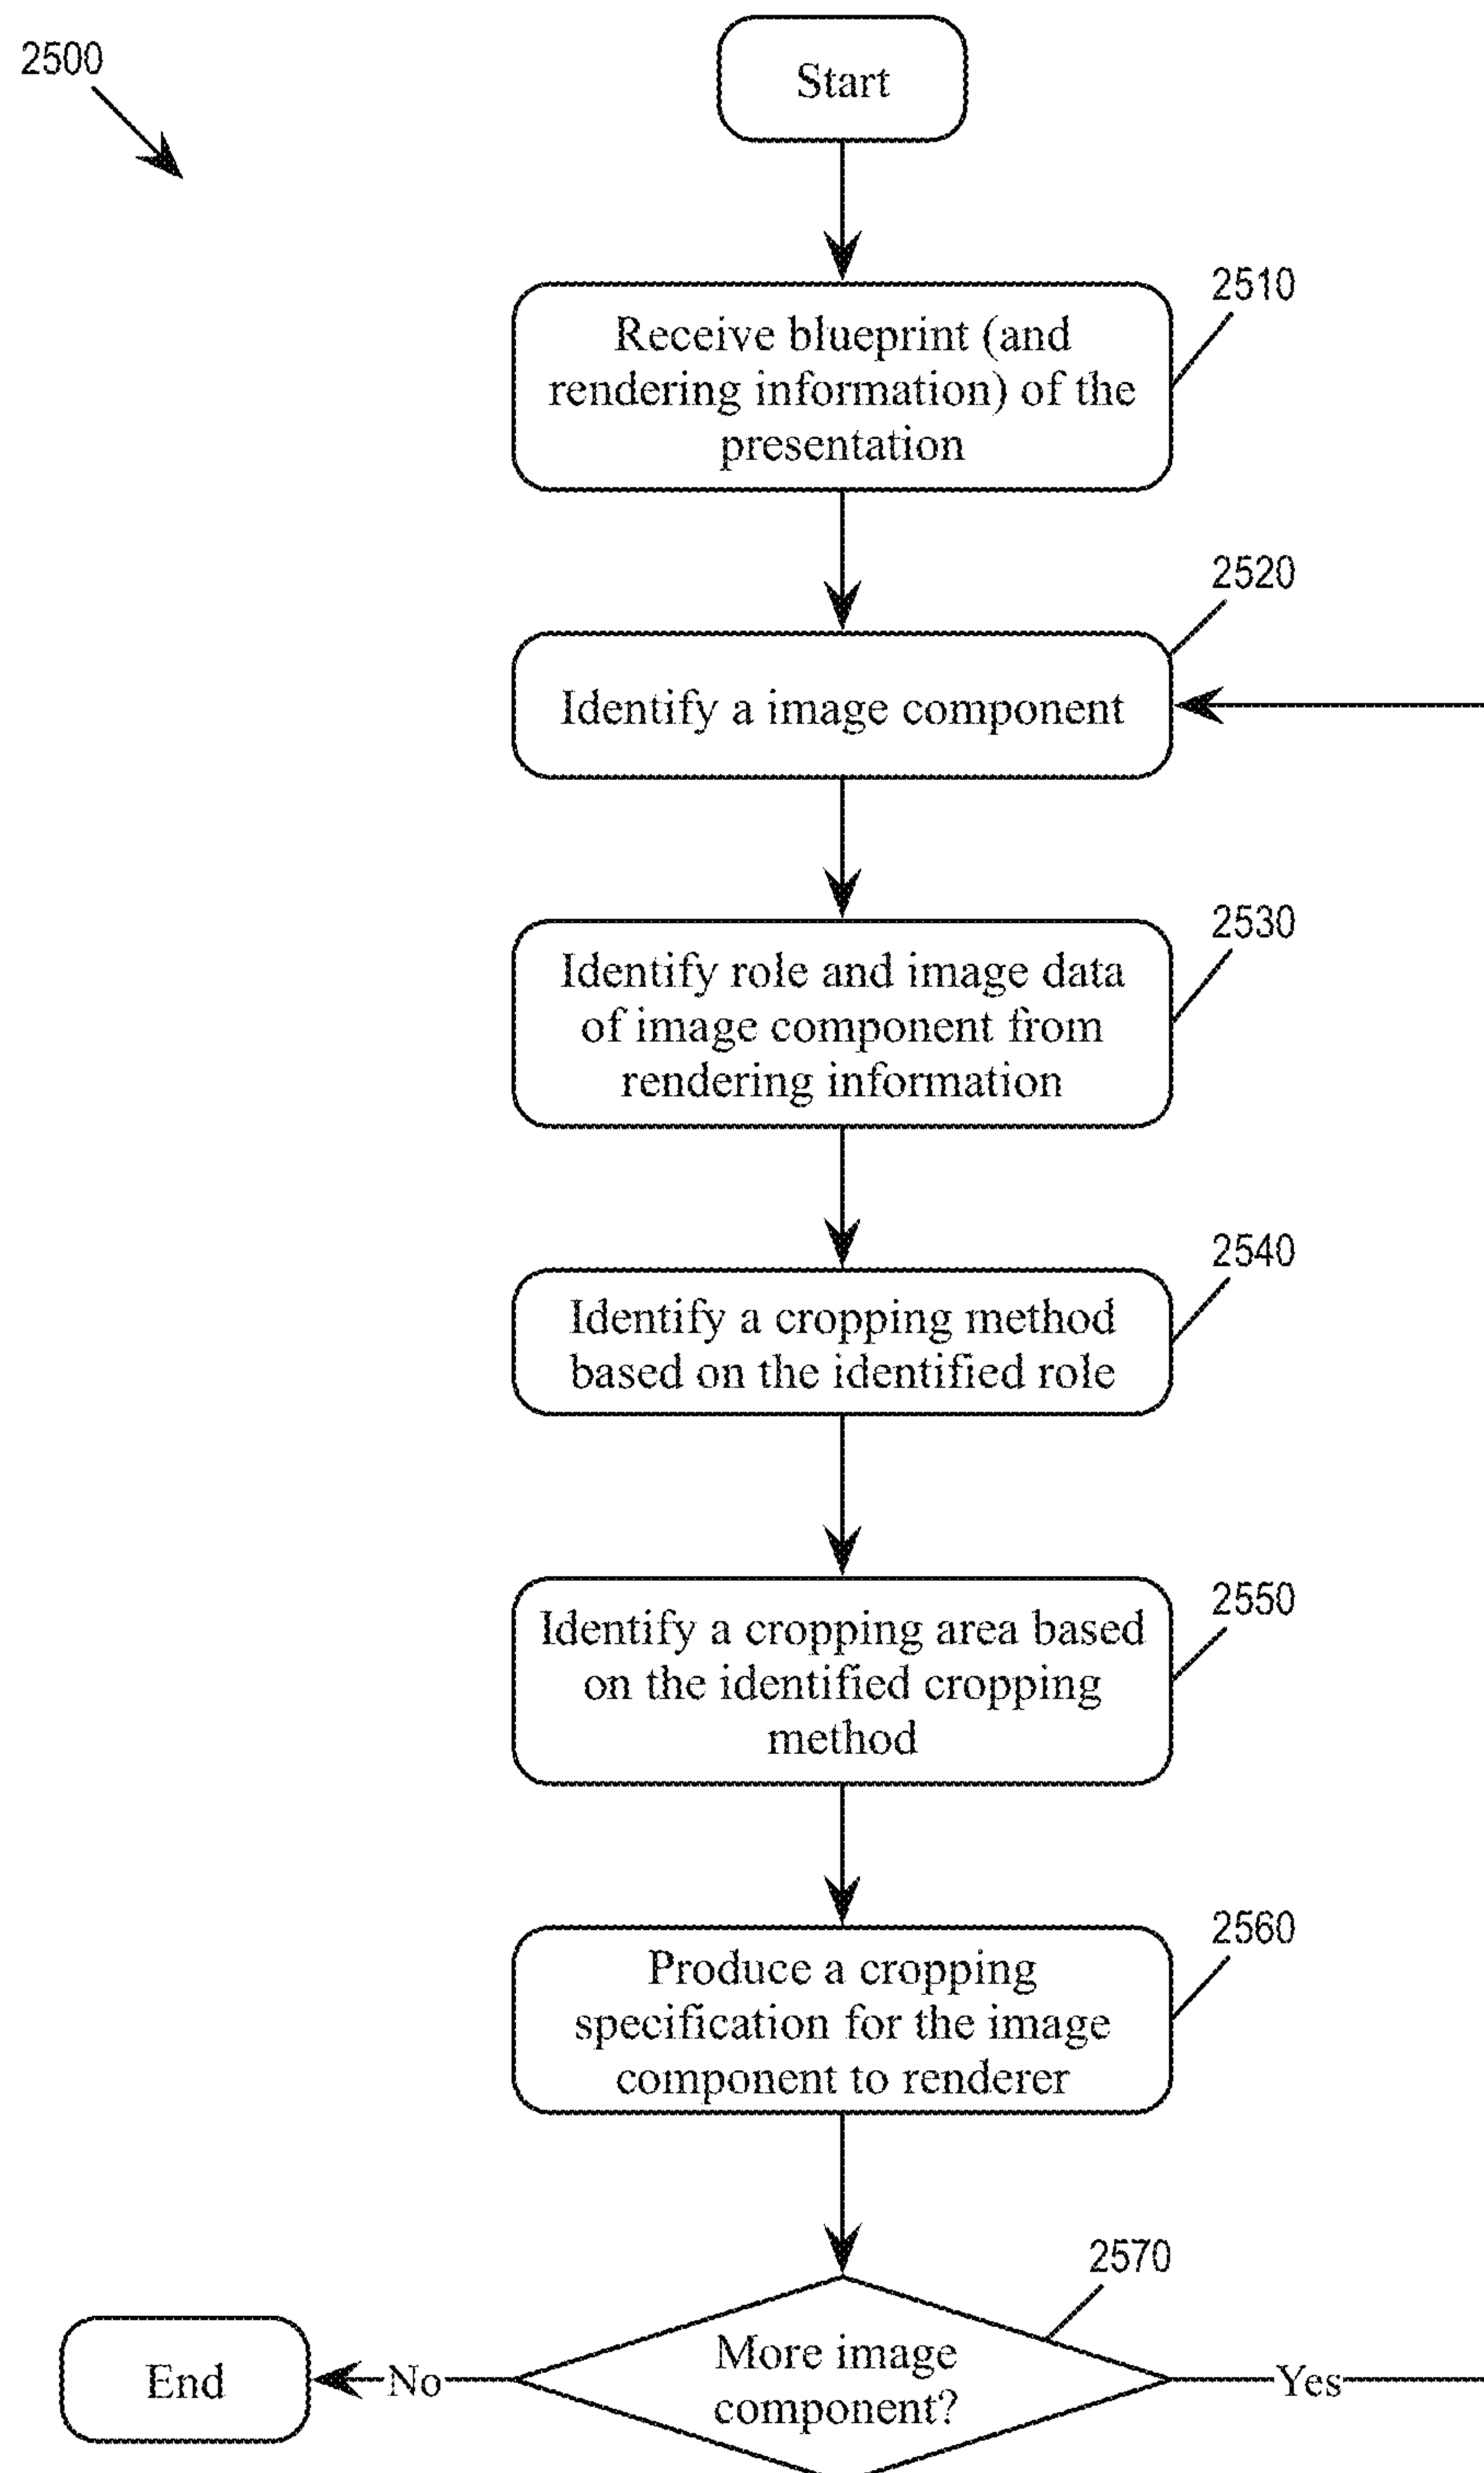 2500
Start
2510
Receive blueprint (and
rendering information) of the
presentation
2520
Identify a image component
2530
Identify role and image data
of image component from
rendering information
2540
Identify a cropping method
based on the identified role
2550
Identify a cropping area based
on the identified cropping
method
2560
Produce a cropping
specification for the image
component to renderer
2570
More image
component?
No
Yes
End